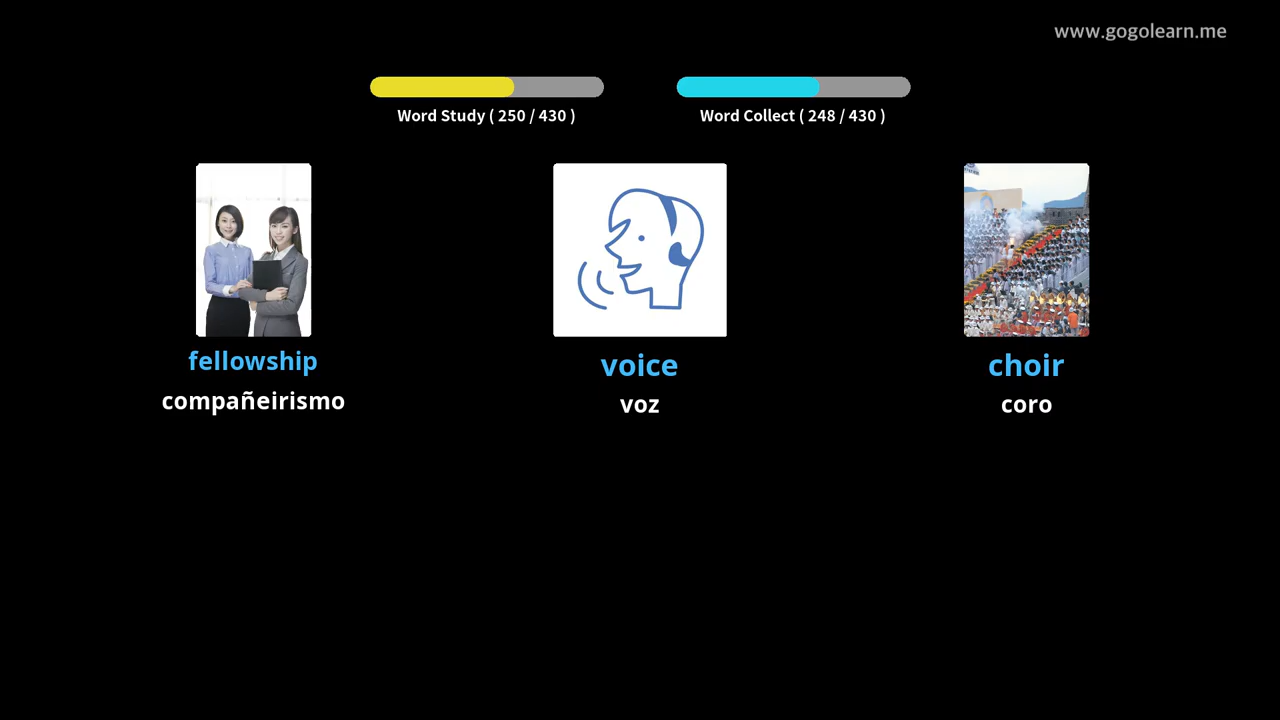 www.gogolearn.me
Word Study ( 250 / 430 )
Word Collect ( 248 / 430 )
fellowship
compañeirismo
voice
voz
choir
coro